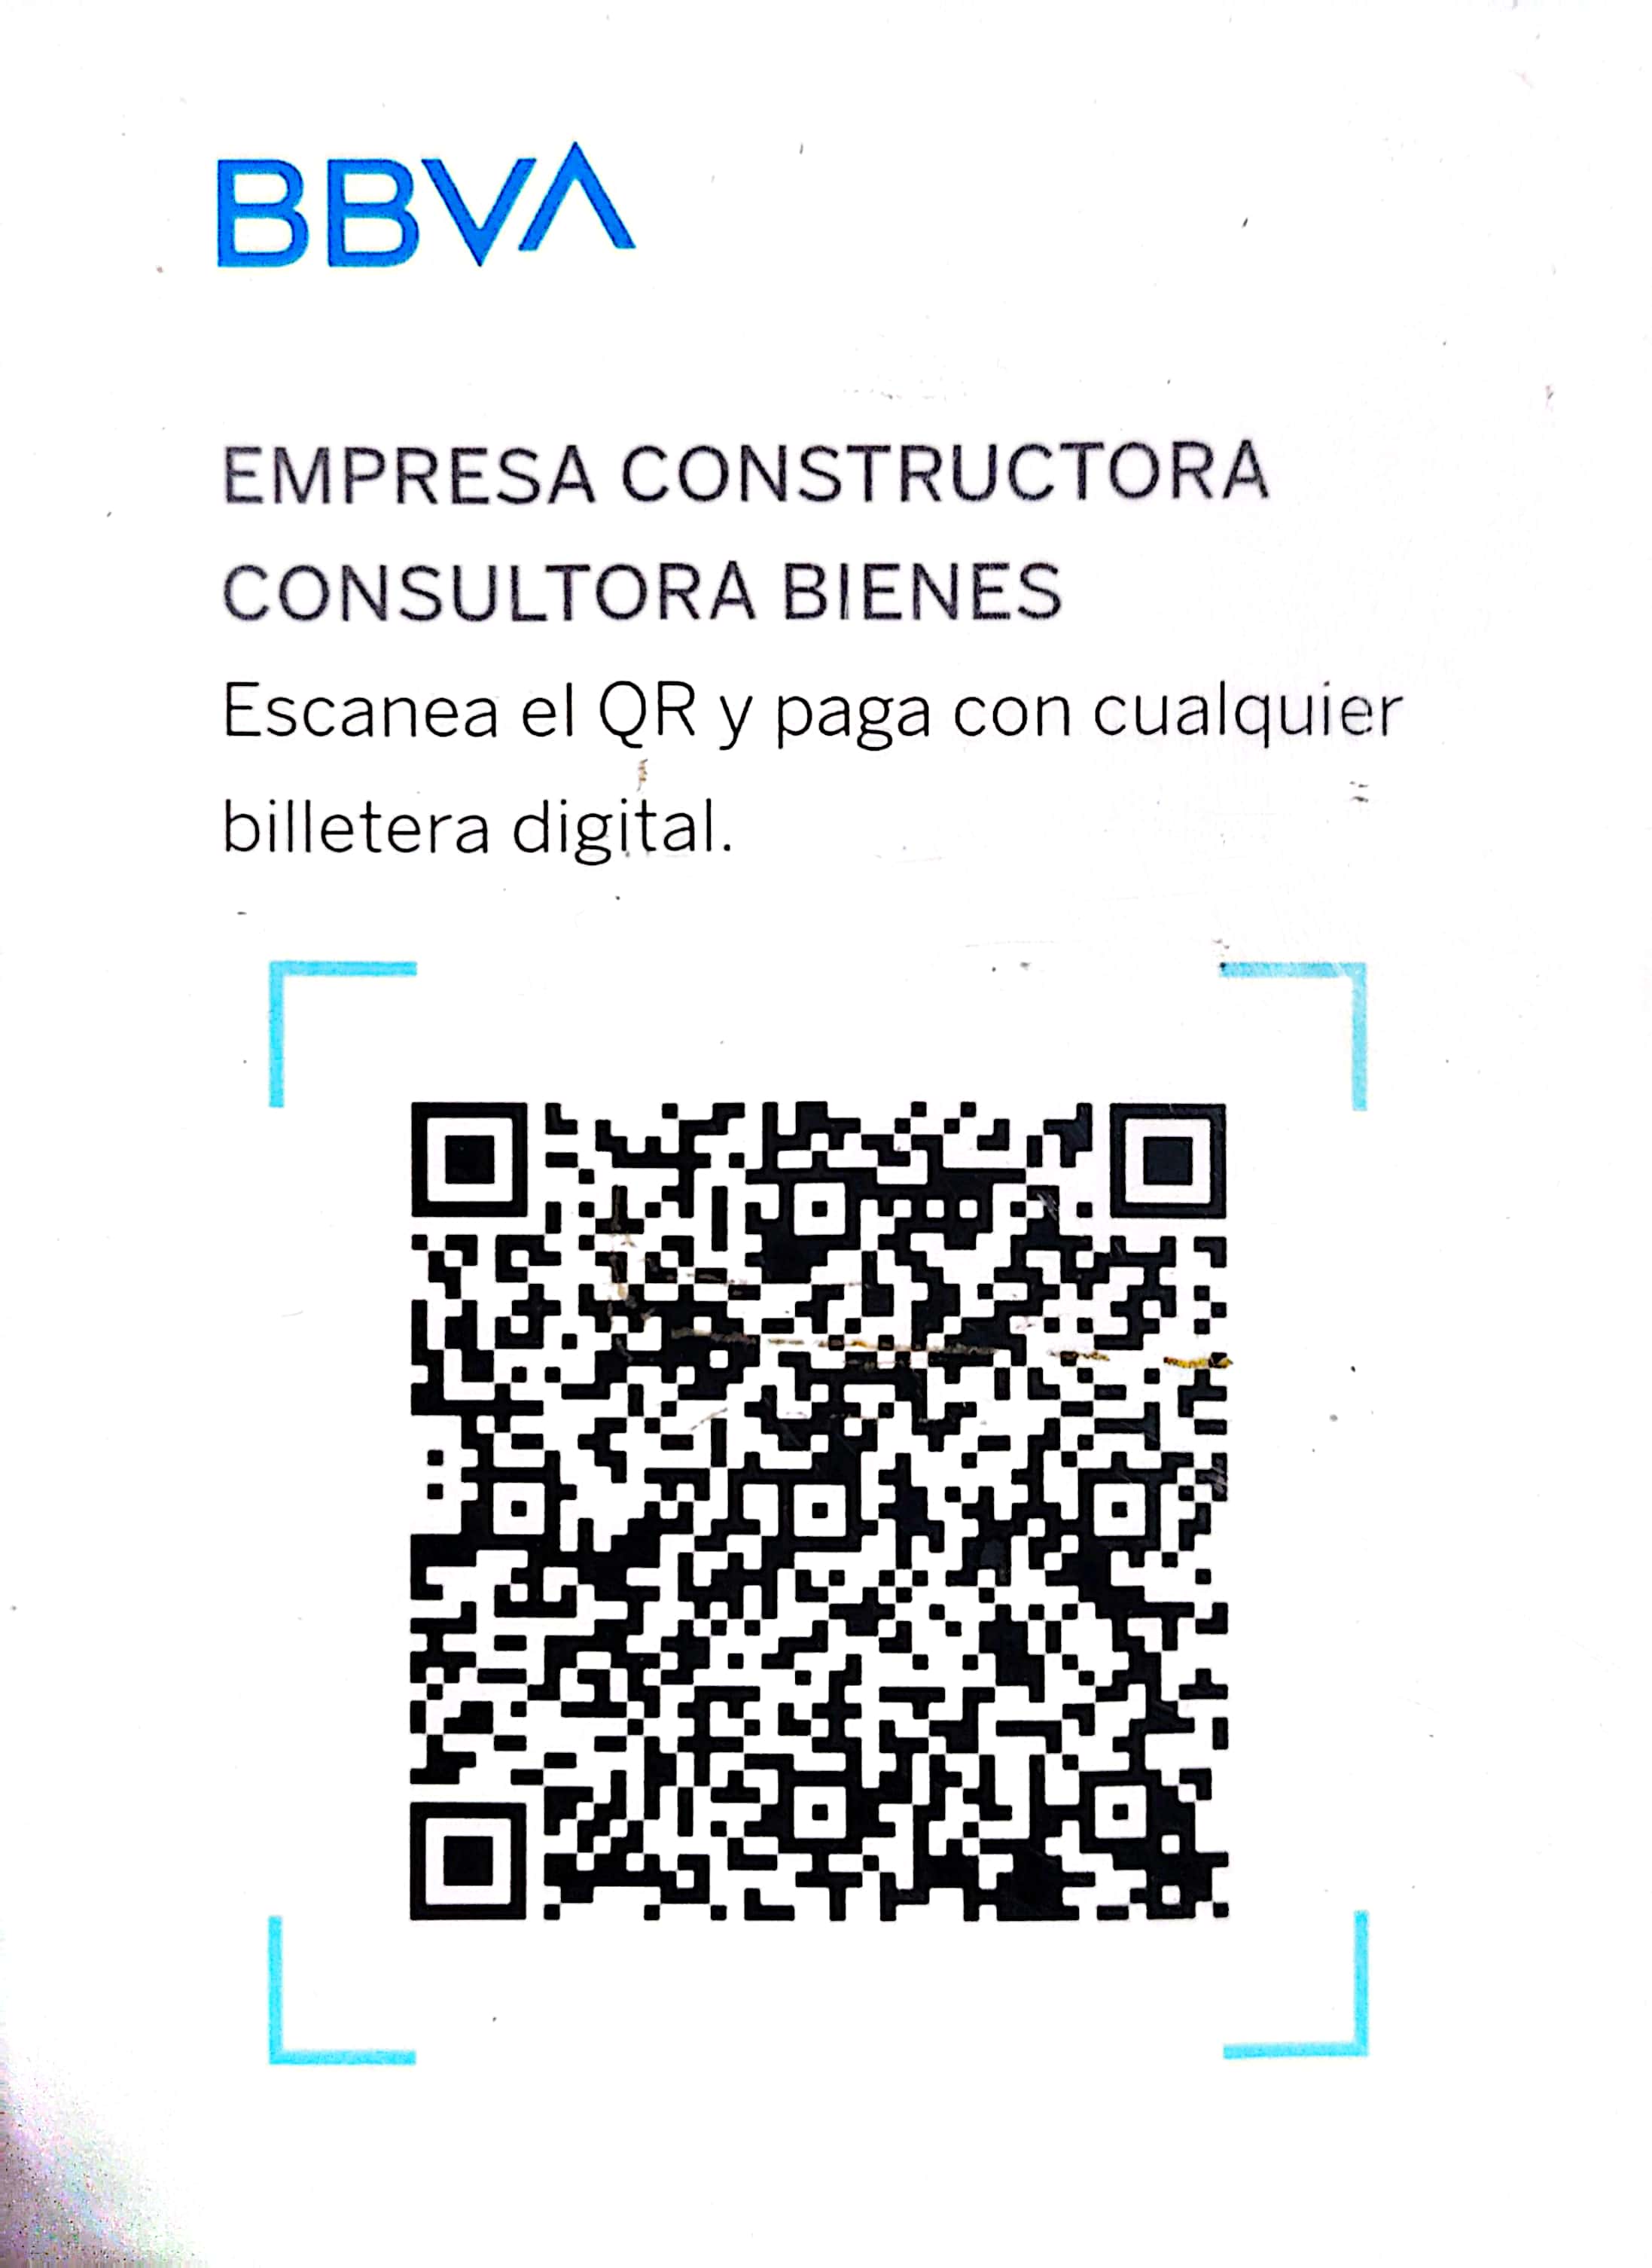 BBVA
EMPRESA CONSTRUCTORA
CONSULTORA BIENES
Escanea el QR y paga con cualquier
billetera digital.